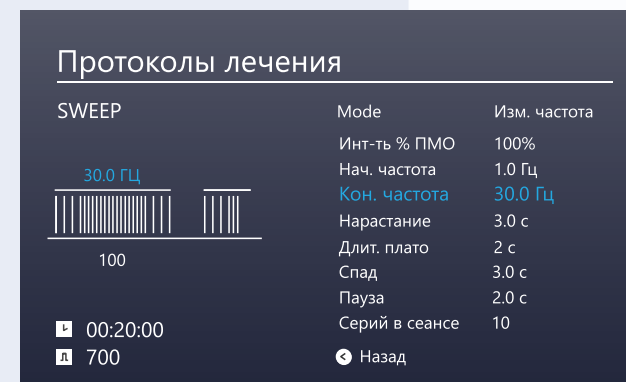 Протоколы лечения
SWEEP
30.0 ГЦ
100
00:20:00
700
Mode Изм. частота
Инт-ть % ПМО 100%
Нач. частота 1.0 Гц
Кон. частота 30.0 Гц
Нарастание 3.0 с
Длит. плато 2 с
Спад 3.0 с
Пауза 2.0 с
Серий в сеансе 10
Назад